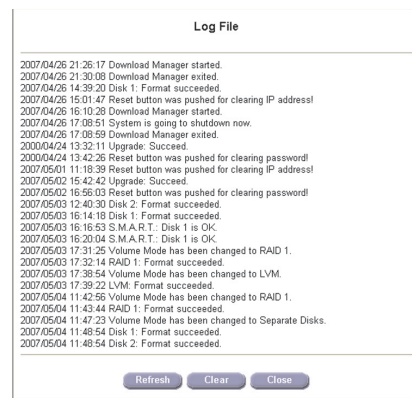 Log File
2007/04/26 21:26:17 Download Manager started.
2007/04/26 21:30:08 Download Manager exited.
2007/04/26 14:39:20 Disk 1: Format succeeded.
2007/04/26 15:01:47 Reset button was pushed for clearing IP address!
2007/04/26 16:10:28 Download Manager started.
2007/04/26 17:08:51 System is going to shutdown now.
2007/04/26 17:08:59 Download Manager exited.
2000/04/24 13:32:11 Upgrade: Succeed.
2000/04/24 13:42:26 Reset button was pushed for clearing password!
2007/05/01 11:18:39 Reset button was pushed for clearing IP address!
2007/05/02 15:42:42 Upgrade: Succeed.
2007/05/02 16:56:03 Reset button was pushed for clearing password!
2007/05/03 12:40:30 Disk 2: Format succeeded.
2007/05/03 16:14:18 Disk 1: Format succeeded.
2007/05/03 16:16:53 S.M.A.R.T.: Disk 1 is OK.
2007/05/03 16:20:04 S.M.A.R.T.: Disk 1 is OK.
2007/05/03 17:31:25 Volume Mode has been changed to RAID 1.
2007/05/03 17:32:14 RAID 1: Format succeeded.
2007/05/03 17:38:54 Volume Mode has been changed to LVM.
2007/05/03 17:39:22 LVM: Format succeeded.
2007/05/04 11:42:56 Volume Mode has been changed to RAID 1.
2007/05/04 11:43:44 RAID 1: Format succeeded.
2007/05/04 11:47:23 Volume Mode has been changed to Separate Disks.
2007/05/04 11:48:54 Disk 1: Format succeeded.
2007/05/04 11:48:54 Disk 2: Format succeeded.
Refresh Clear Close